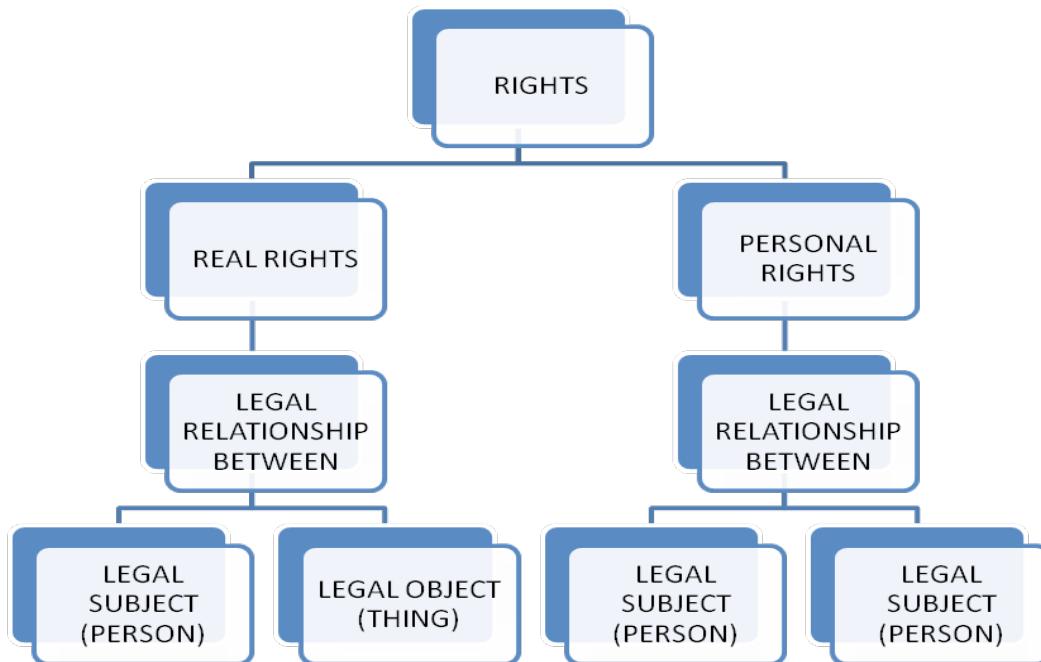 RIGHTS
REAL RIGHTS
PERSONAL
RIGHTS
LEGAL
RELATIONSHIP
BETWEEN
LEGAL
RELATIONSHIP
BETWEEN
LEGAL
SUBJECT
(PERSON)
LEGAL OBJECT
(THING)
LEGAL
SUBJECT
(PERSON)
LEGAL
SUBJECT
(PERSON)